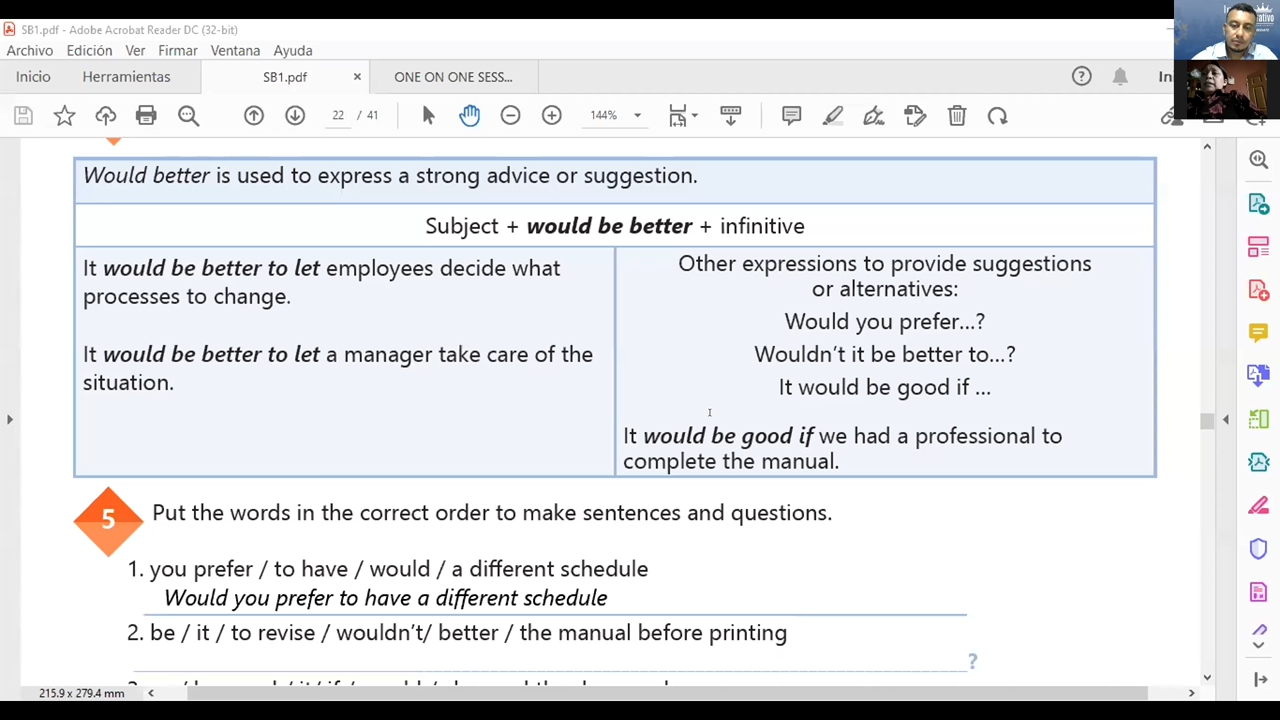 SB1.pdf - Adobe Acrobat Reader DC (32-bit)
Archivo Edición Ver Firmar Ventana Ayuda
Inicio Herramientas SB1.pdf × ONE ON ONE SESS...
22 / 41 144%
Would better is used to express a strong advice or suggestion.
Subject + would be better + infinitive
It would be better to let employees decide what
processes to change.
It would be better to let a manager take care of the
situation.
Other expressions to provide suggestions
or alternatives:
Would you prefer...?
Wouldn't it be better to...?
It would be good if ...
It would be good if we had a professional to
complete the manual.
5 Put the words in the correct order to make sentences and questions.
1. you prefer / to have / would / a different schedule
Would you prefer to have a different schedule
2. be / it / to revise / wouldn't/ better / the manual before printing
?
215.9 x 279.4 mm